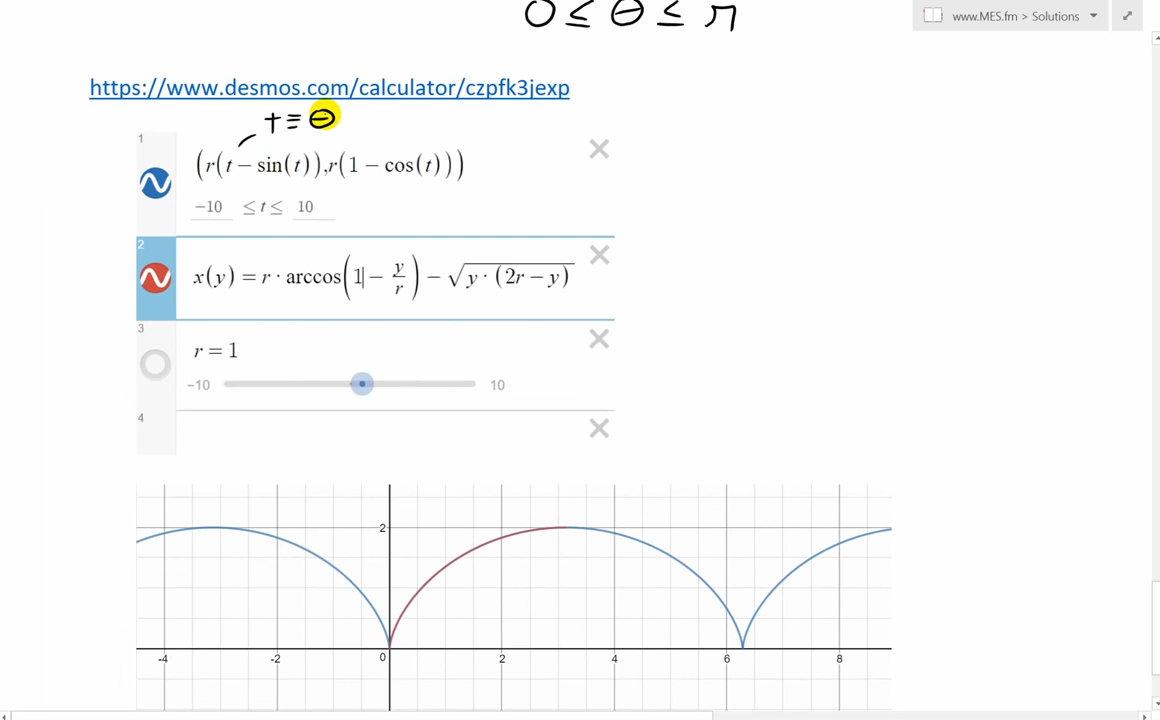 0 ≤ θ ≤ π
www.MES.fm > Solutions
https://www.desmos.com/calculator/czpfk3jexp
t ≡ θ
1
(r(t − sin(t)),r(1 − cos(t)))
−10 ≤ t ≤ 10
2
x(y) = r · arccos(1 − y/r) − √y · (2r − y)
3
r = 1
−10 10
4
2
-4 -2 0 2 4 6 8